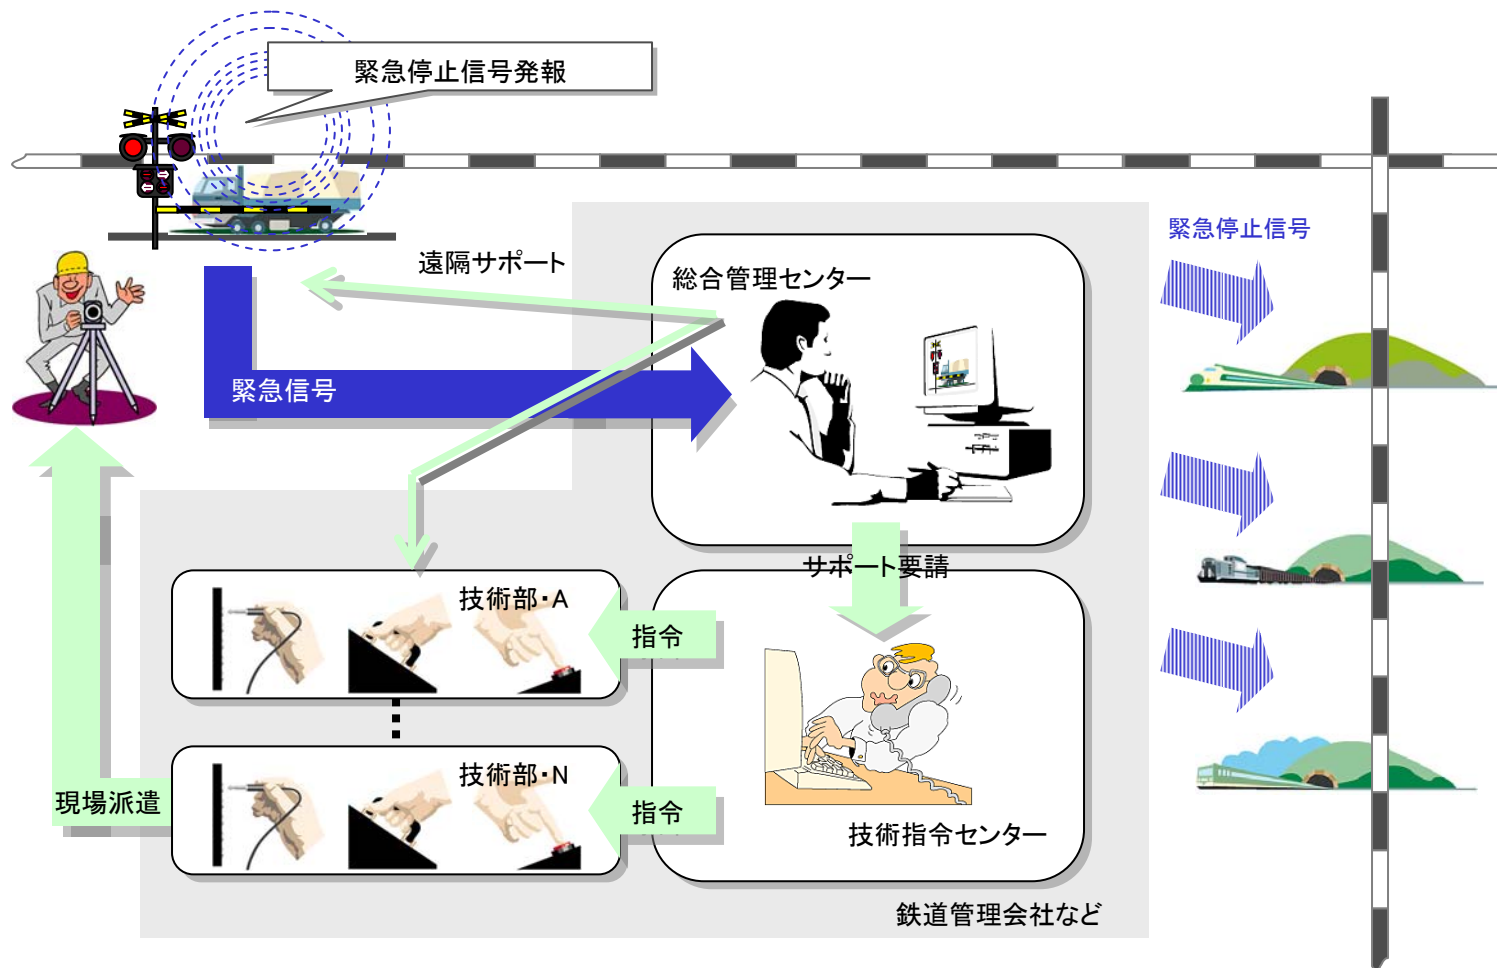 緊急停止信号発報
緊急停止信号
遠隔サポート
総合管理センター
緊急信号
サポート要請
技術部・A
指令
技術部・N
指令
現場派遣
技術指令センター
鉄道管理会社など